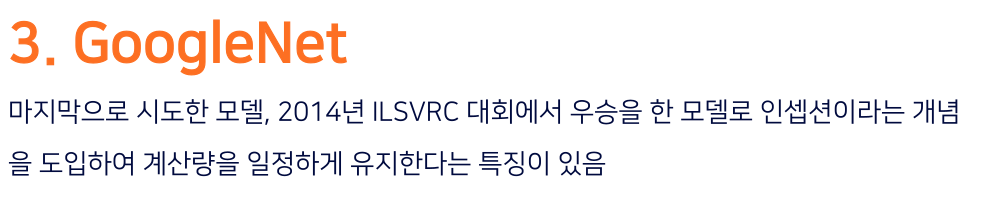 3. GoogleNet
마지막으로 시도한 모델, 2014년 ILSVRC 대회에서 우승을 한 모델로 인셉션이라는 개념
을 도입하여 계산량을 일정하게 유지한다는 특징이 있음